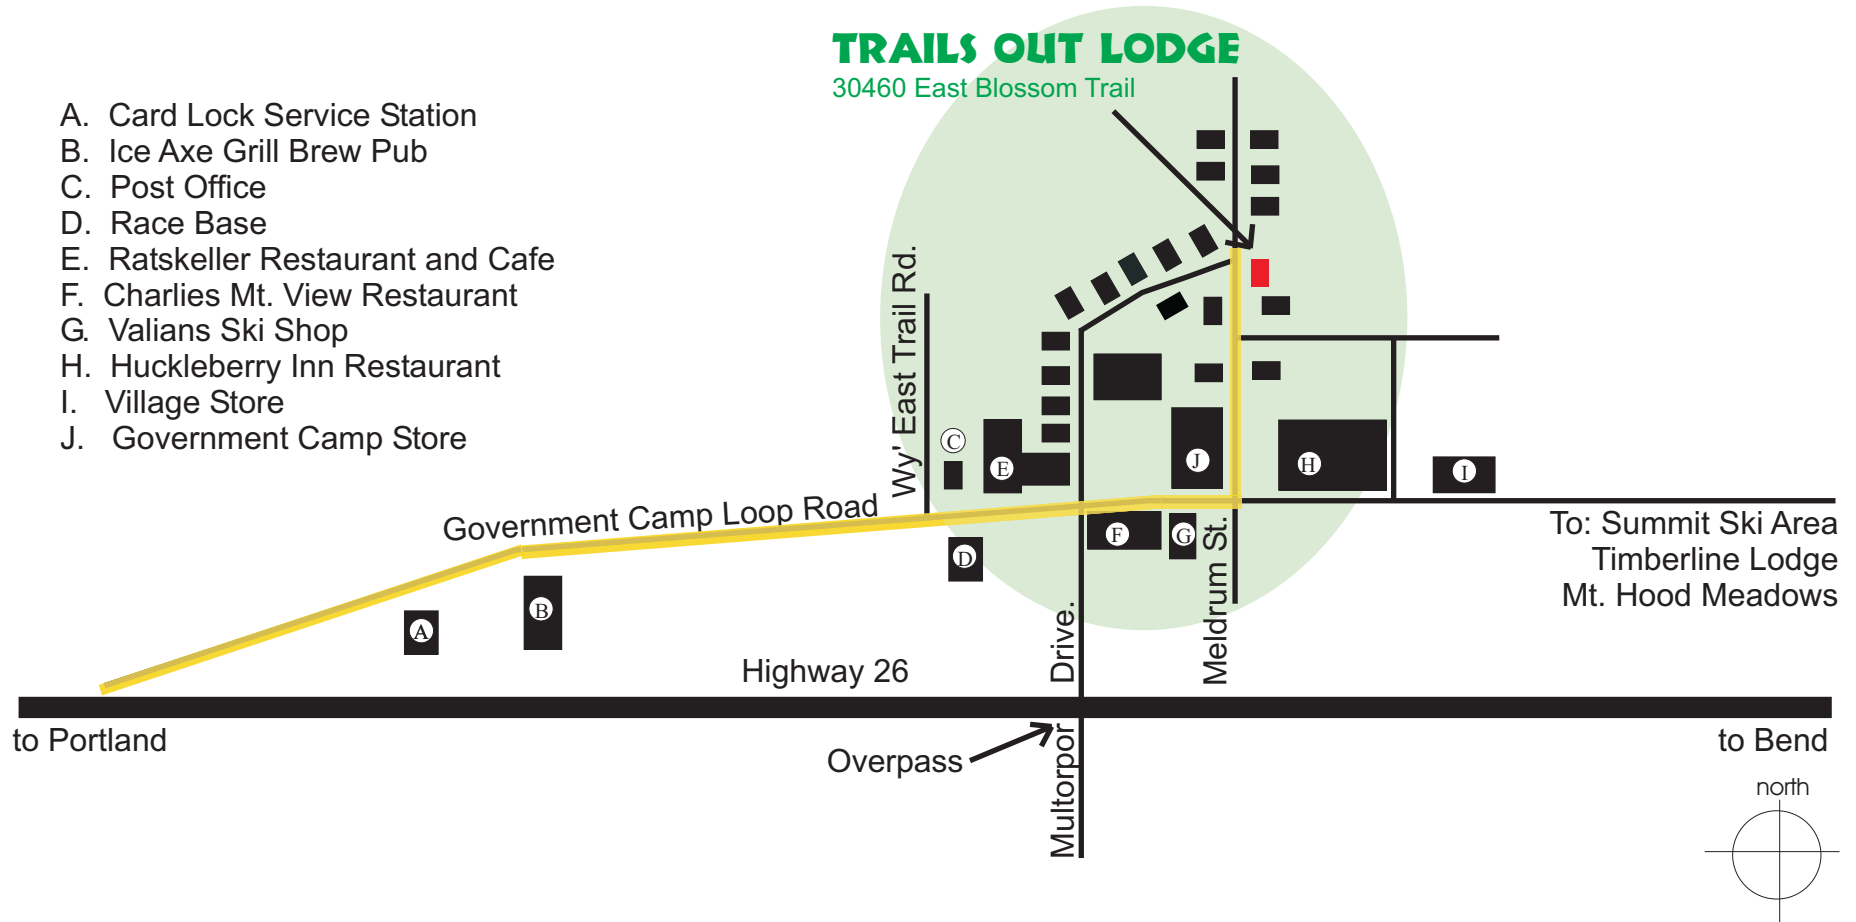 TRAILS OUT LODGE
30460 East Blossom Trail
A. Card Lock Service Station
B. Ice Axe Grill Brew Pub
C. Post Office
D. Race Base
E. Ratskeller Restaurant and Cafe
F. Charlies Mt. View Restaurant
G. Valians Ski Shop
H. Huckleberry Inn Restaurant
I. Village Store
J. Government Camp Store
Wy' East Trail Rd.
C
E
J
H
I
Government Camp Loop Road
F
G
D
B
A
To: Summit Ski Area
Timberline Lodge
Mt. Hood Meadows
Meldrum St.
Multorpor Drive.
Highway 26
to Portland
Overpass
to Bend
north